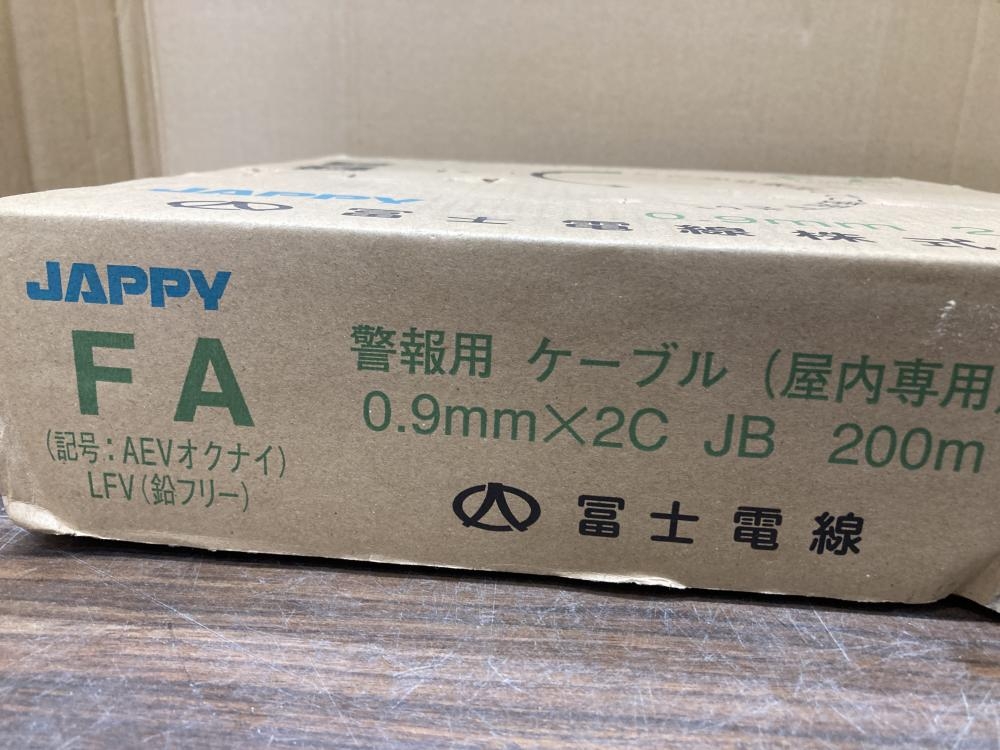 JAPPY
冨士電線株式
0.9mm 2
JAPPY
FA
(記号：AEVオクナイ)
LFV(鉛フリー)
警報用 ケーブル (屋内専用)
0.9mm×2C JB 200m
冨士電線